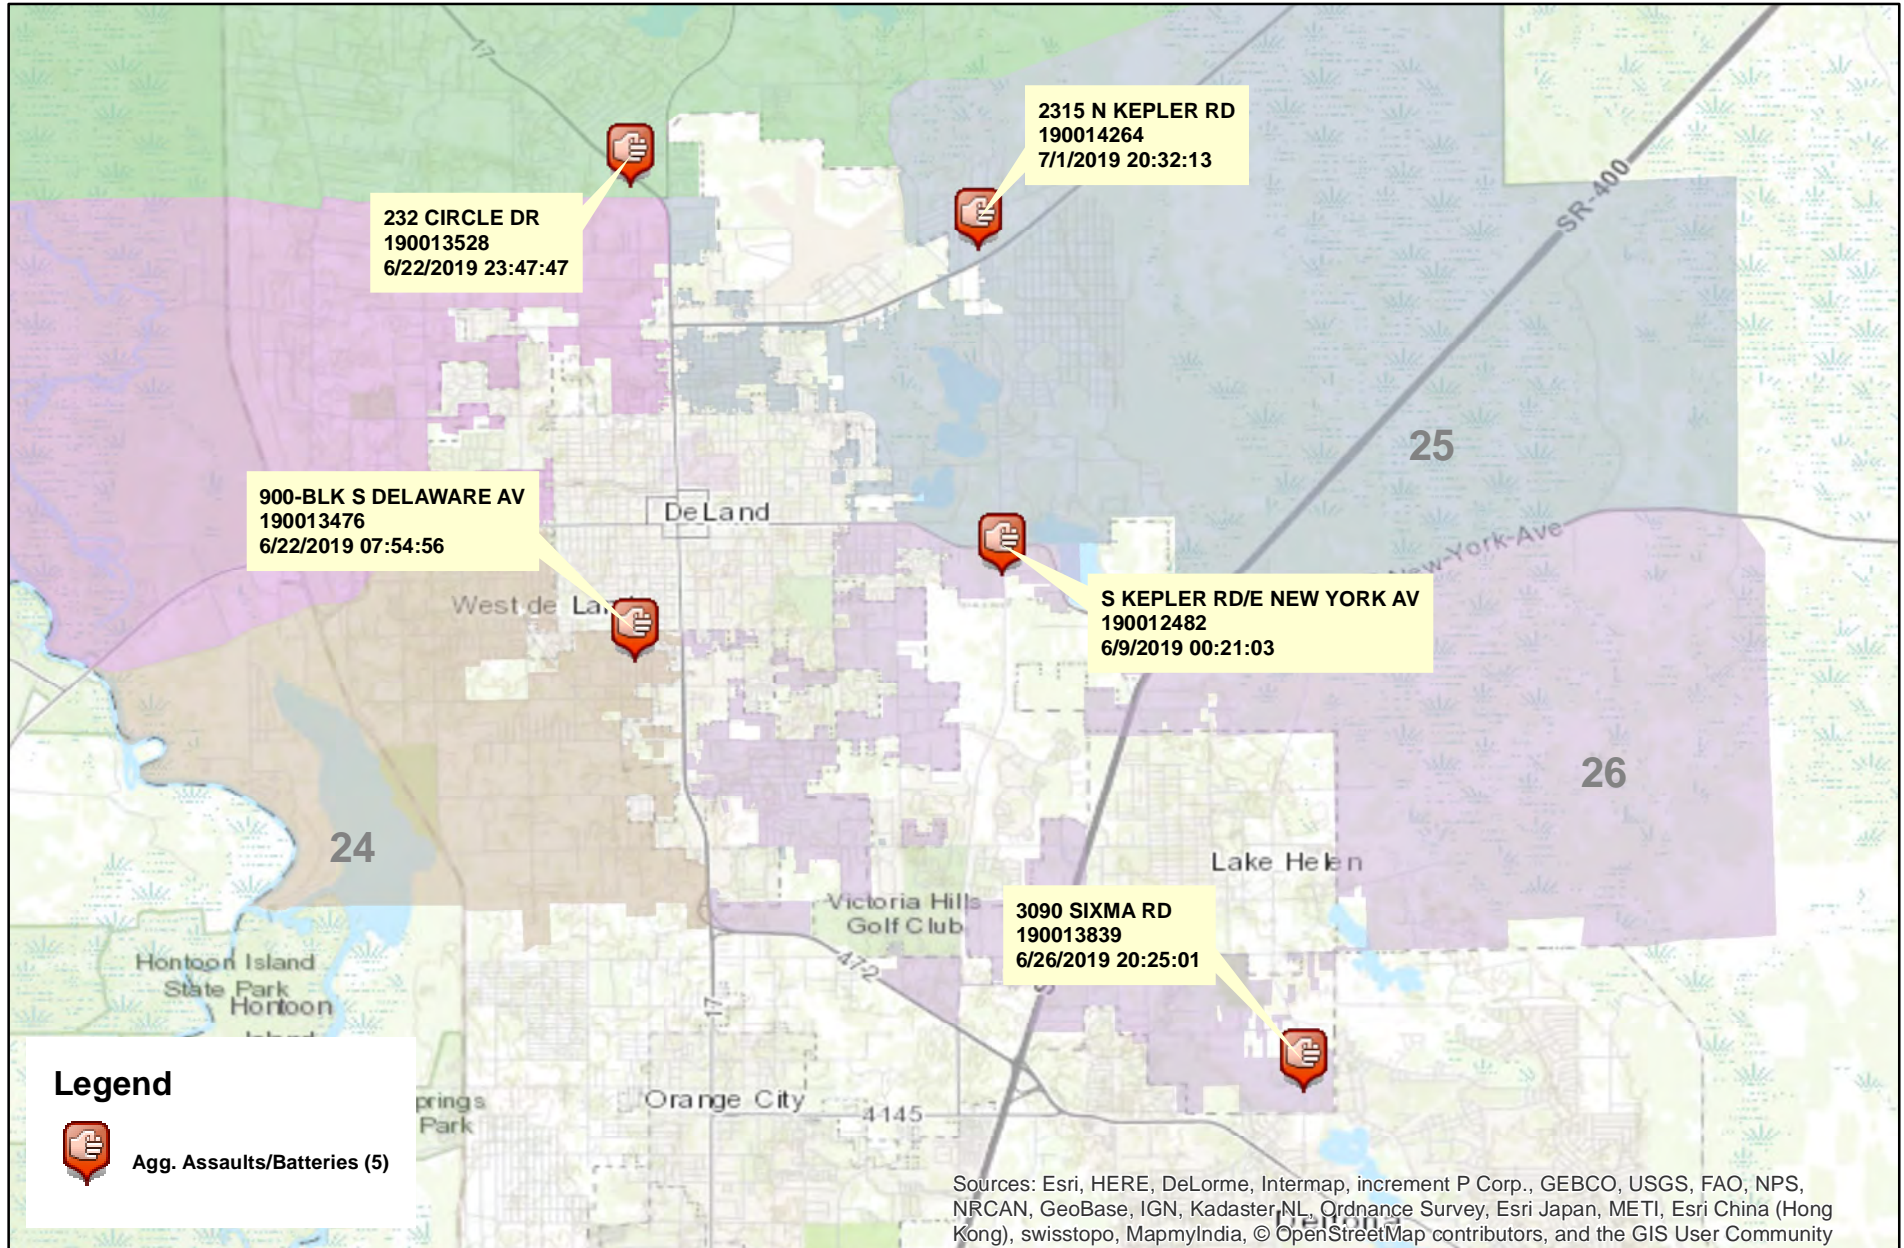 17
2315 N KEPLER RD
190014264
7/1/2019 20:32:13
SR-400
232 CIRCLE DR
190013528
6/22/2019 23:47:47
25
900-BLK S DELAWARE AV
190013476
6/22/2019 07:54:56
DeLand
New-York-Ave
West de Land
S KEPLER RD/E NEW YORK AV
190012482
6/9/2019 00:21:03
26
24
Lake Helen
Victoria Hills
Golf Club
3090 SIXMA RD
190013839
6/26/2019 20:25:01
472
S
Hontoon Island
State Park
Hontoon
Island
17
Legend
Agg. Assaults/Batteries (5)
prings
Park
Orange City
4145
Deltona
Sources: Esri, HERE, DeLorme, Intermap, increment P Corp., GEBCO, USGS, FAO, NPS,
NRCAN, GeoBase, IGN, Kadaster NL, Ordnance Survey, Esri Japan, METI, Esri China (Hong
Kong), swisstopo, MapmyIndia, © OpenStreetMap contributors, and the GIS User Community